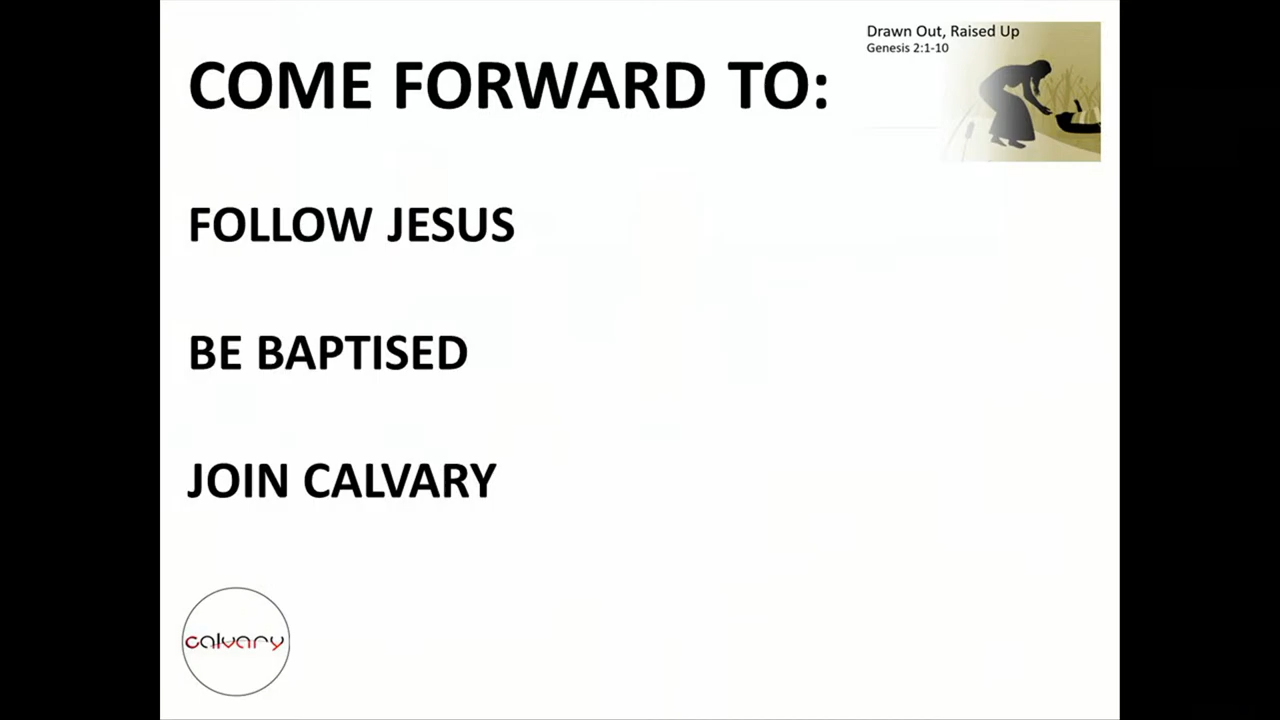 Drawn Out, Raised Up
Genesis 2:1-10
COME FORWARD TO:
FOLLOW JESUS
BE BAPTISED
JOIN CALVARY
calvary